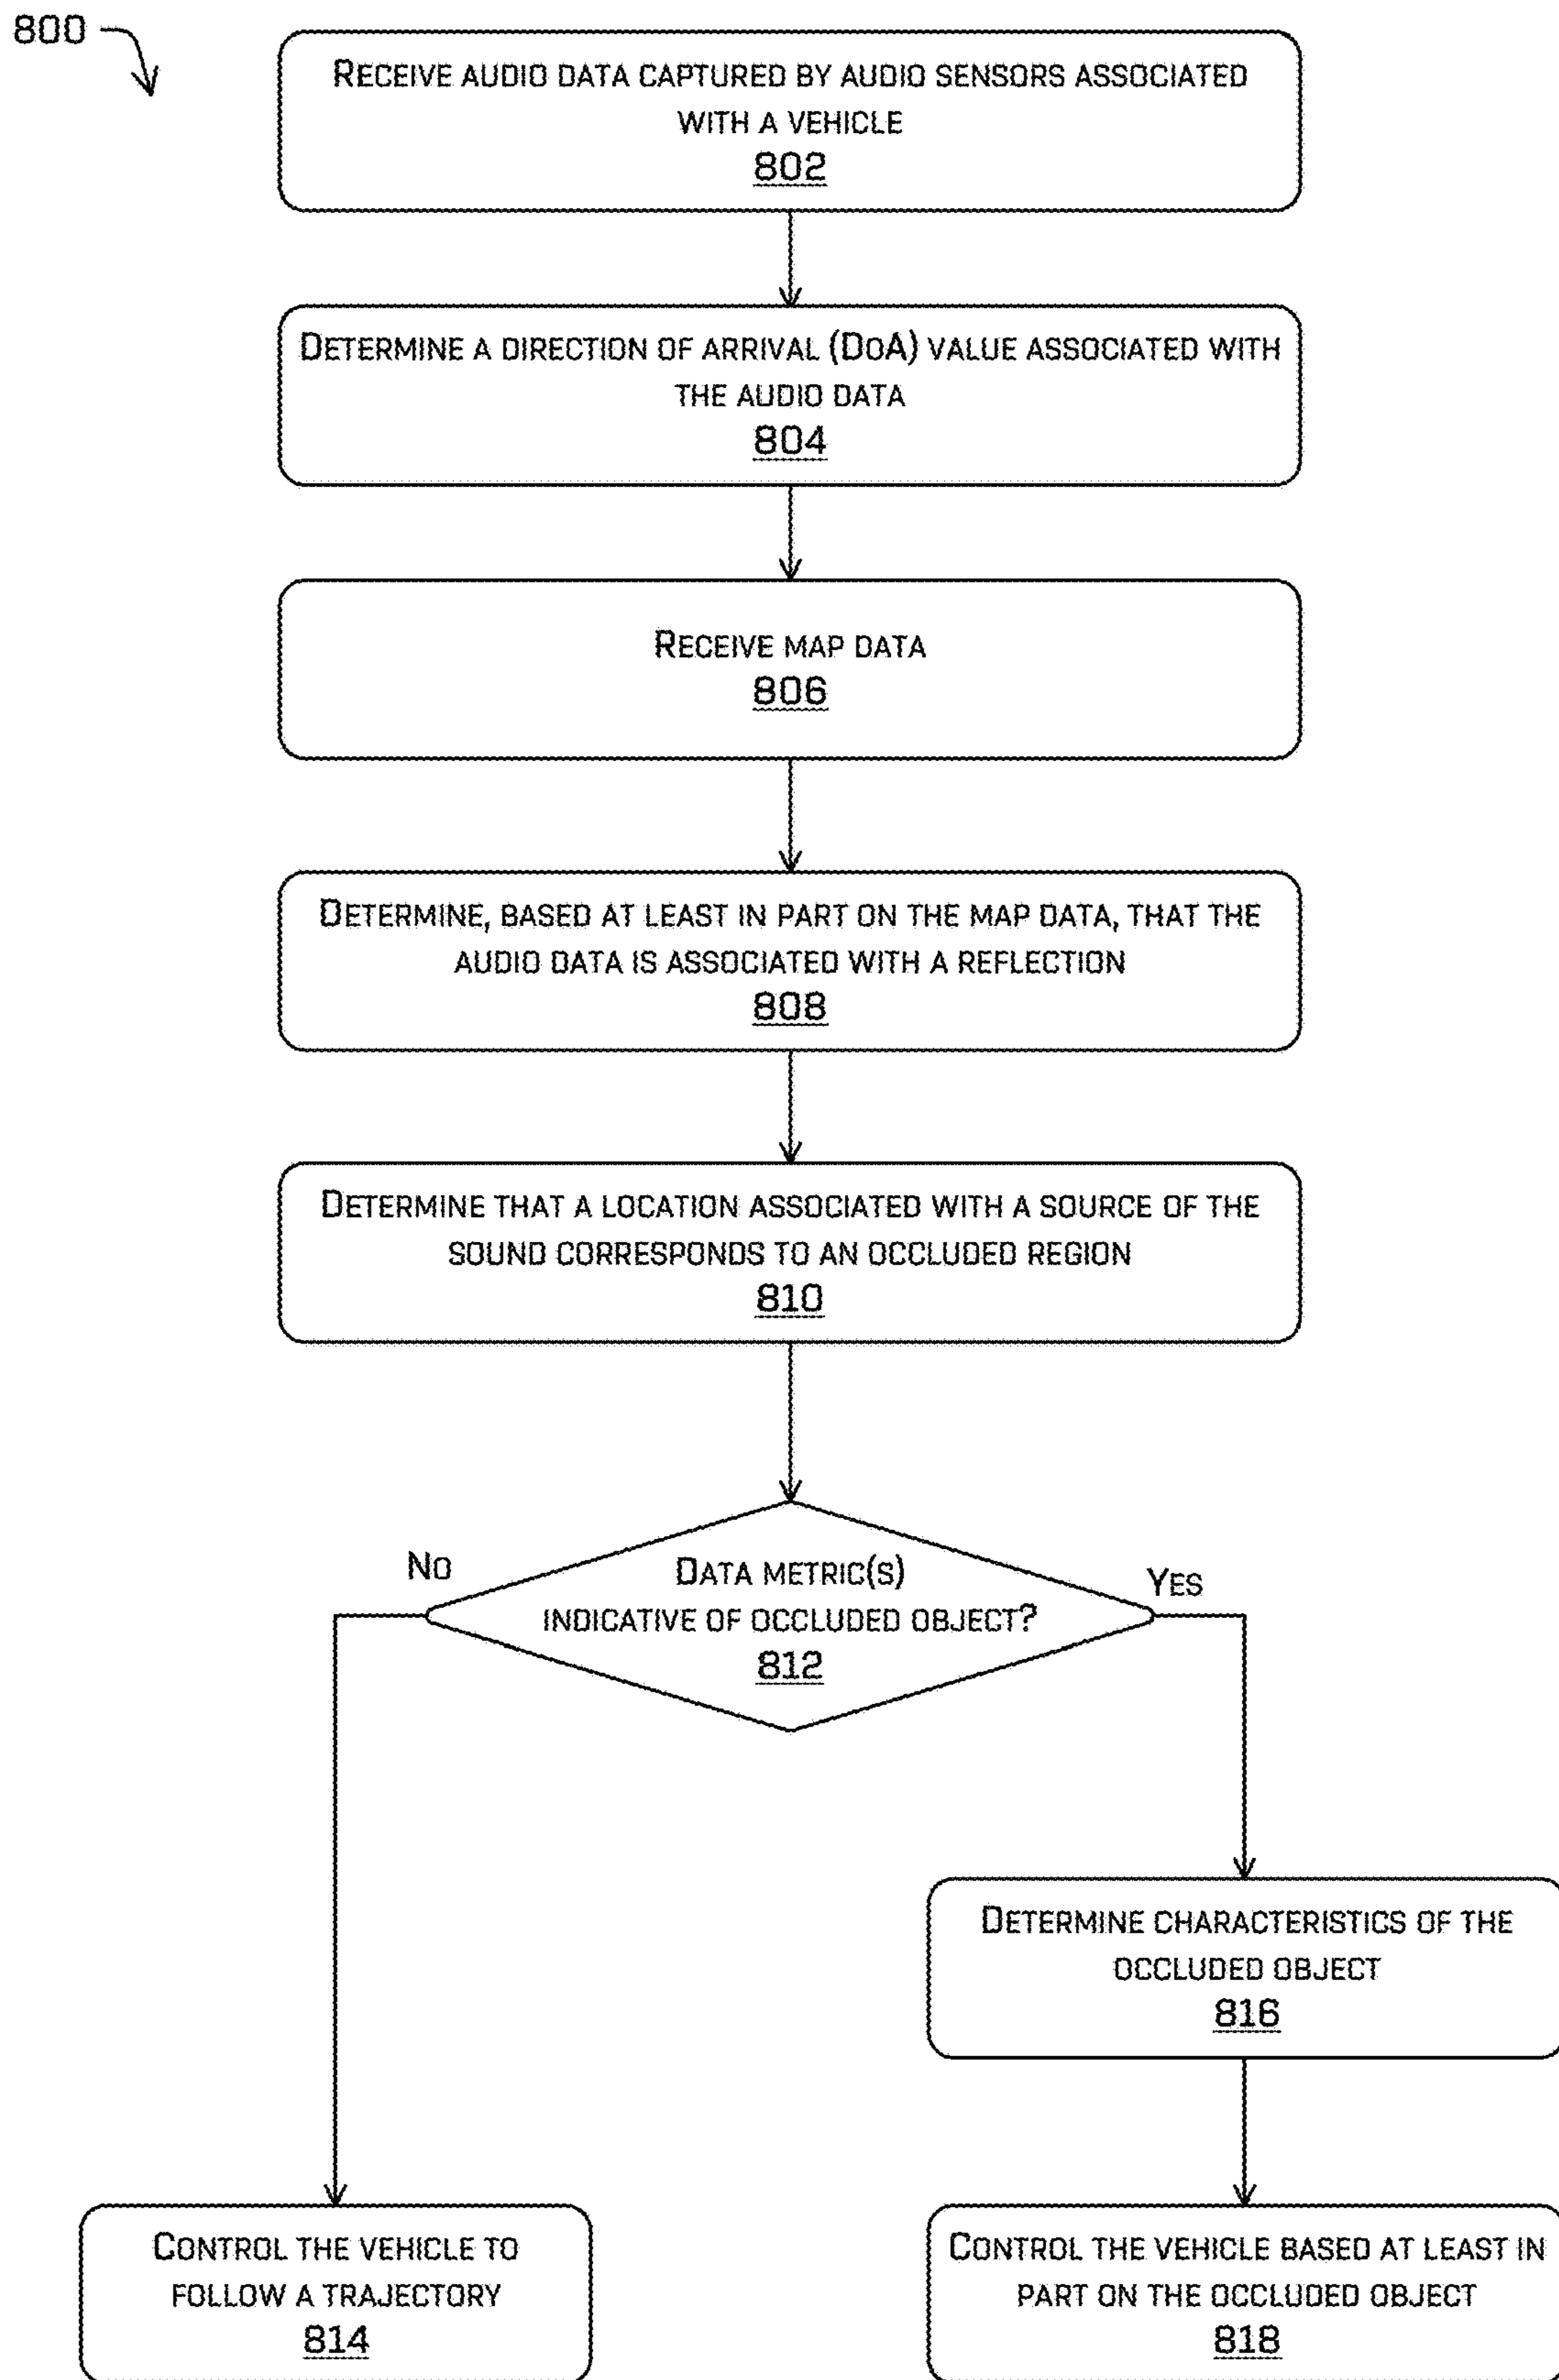 800
RECEIVE AUDIO DATA CAPTURED BY AUDIO SENSORS ASSOCIATED
WITH A VEHICLE
802
DETERMINE A DIRECTION OF ARRIVAL (DOA) VALUE ASSOCIATED WITH
THE AUDIO DATA
804
RECEIVE MAP DATA
806
DETERMINE, BASED AT LEAST IN PART ON THE MAP DATA, THAT THE
AUDIO DATA IS ASSOCIATED WITH A REFLECTION
808
DETERMINE THAT A LOCATION ASSOCIATED WITH A SOURCE OF THE
SOUND CORRESPONDS TO AN OCCLUDED REGION
810
NO
DATA METRIC(S)
INDICATIVE OF OCCLUDED OBJECT?
812
YES
DETERMINE CHARACTERISTICS OF THE
OCCLUDED OBJECT
816
CONTROL THE VEHICLE TO
FOLLOW A TRAJECTORY
814
CONTROL THE VEHICLE BASED AT LEAST IN
PART ON THE OCCLUDED OBJECT
818